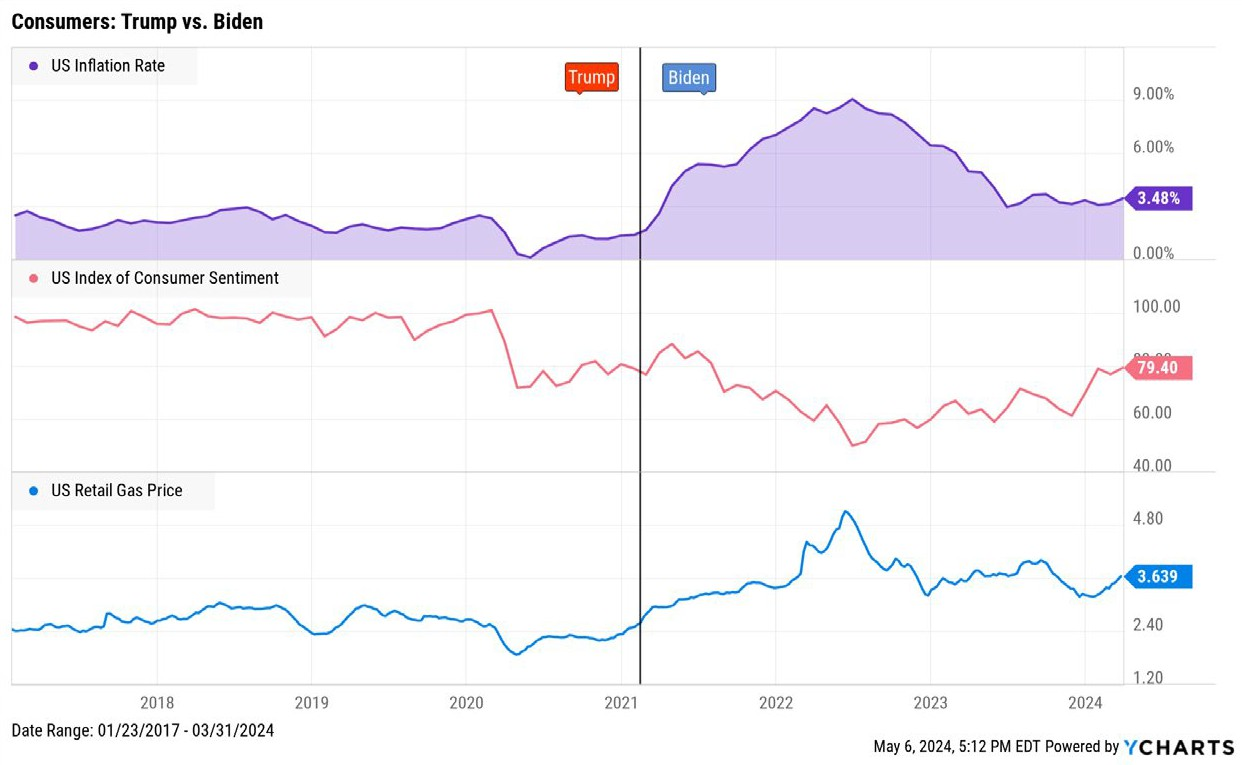 Consumers: Trump vs. Biden
US Inflation Rate
Trump
Biden
9.00%
6.00%
3.48%
0.00%
US Index of Consumer Sentiment
100.00
79.40
60.00
40.00
US Retail Gas Price
4.80
3.639
2.40
1.20
2018
2019
2020
2021
2022
2023
2024
Date Range: 01/23/2017 - 03/31/2024
May 6, 2024, 5:12 PM EDT Powered by YCHARTS